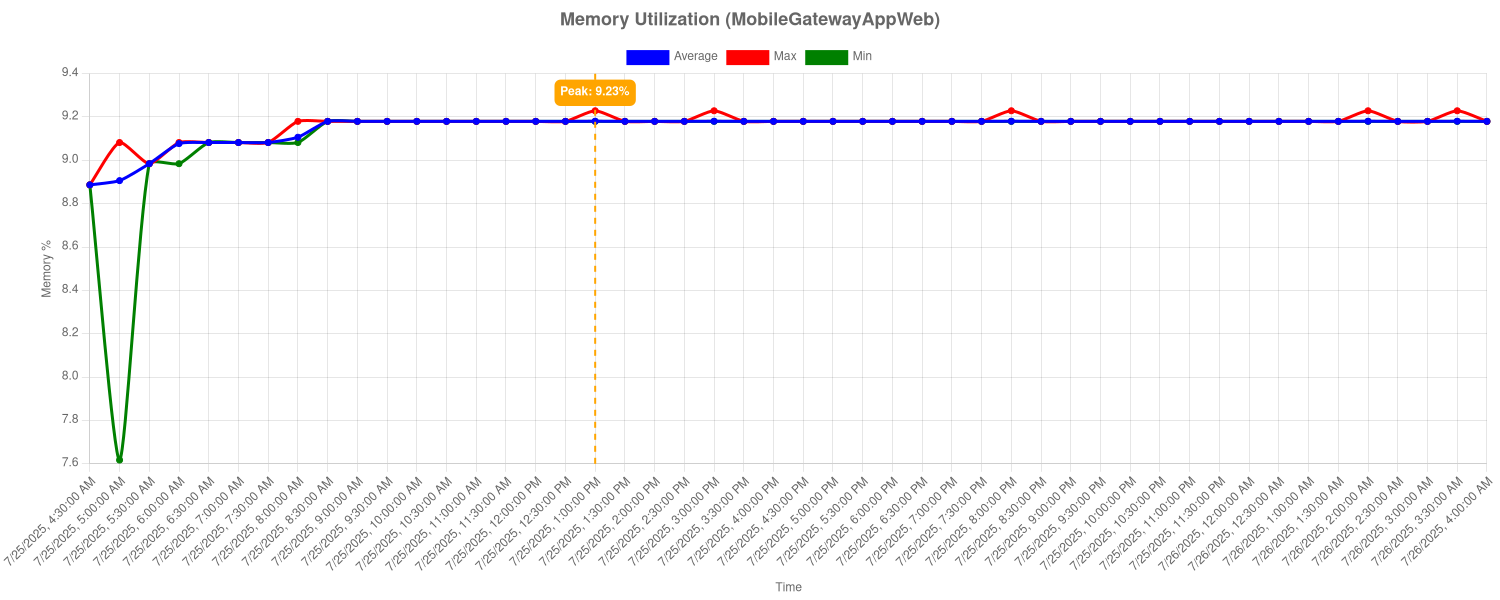 Memory Utilization (MobileGatewayAppWeb)
Average Max Min
Peak: 9.23%
Memory %
9.4
9.2
9.0
8.8
8.6
8.4
8.2
8.0
7.8
7.6
7/25/2025, 4:30:00 AM
7/25/2025, 5:00:00 AM
7/25/2025, 5:30:00 AM
7/25/2025, 6:00:00 AM
7/25/2025, 6:30:00 AM
7/25/2025, 7:00:00 AM
7/25/2025, 7:30:00 AM
7/25/2025, 8:00:00 AM
7/25/2025, 8:30:00 AM
7/25/2025, 9:00:00 AM
7/25/2025, 9:30:00 AM
7/25/2025, 10:00:00 AM
7/25/2025, 10:30:00 AM
7/25/2025, 11:00:00 AM
7/25/2025, 11:30:00 AM
7/25/2025, 12:00:00 PM
7/25/2025, 12:30:00 PM
7/25/2025, 1:00:00 PM
7/25/2025, 1:30:00 PM
7/25/2025, 2:00:00 PM
7/25/2025, 2:30:00 PM
7/25/2025, 3:00:00 PM
7/25/2025, 3:30:00 PM
7/25/2025, 4:00:00 PM
7/25/2025, 4:30:00 PM
7/25/2025, 5:00:00 PM
7/25/2025, 5:30:00 PM
7/25/2025, 6:00:00 PM
7/25/2025, 6:30:00 PM
7/25/2025, 7:00:00 PM
7/25/2025, 7:30:00 PM
7/25/2025, 8:00:00 PM
7/25/2025, 8:30:00 PM
7/25/2025, 9:00:00 PM
7/25/2025, 9:30:00 PM
7/25/2025, 10:00:00 PM
7/25/2025, 10:30:00 PM
7/25/2025, 11:00:00 PM
7/25/2025, 11:30:00 PM
7/26/2025, 12:00:00 AM
7/26/2025, 12:30:00 AM
7/26/2025, 1:00:00 AM
7/26/2025, 1:30:00 AM
7/26/2025, 2:00:00 AM
7/26/2025, 2:30:00 AM
7/26/2025, 3:00:00 AM
7/26/2025, 3:30:00 AM
7/26/2025, 4:00:00 AM
Time